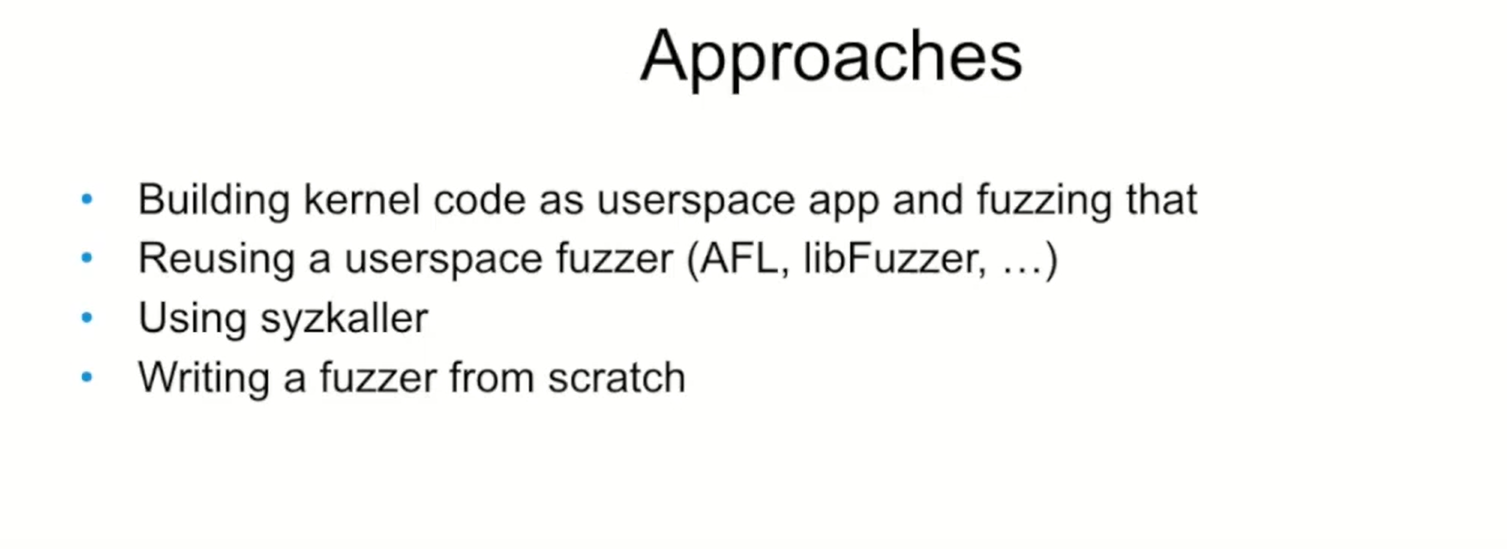 Approaches
• Building kernel code as userspace app and fuzzing that
• Reusing a userspace fuzzer (AFL, libFuzzer, …)
• Using syzkaller
• Writing a fuzzer from scratch